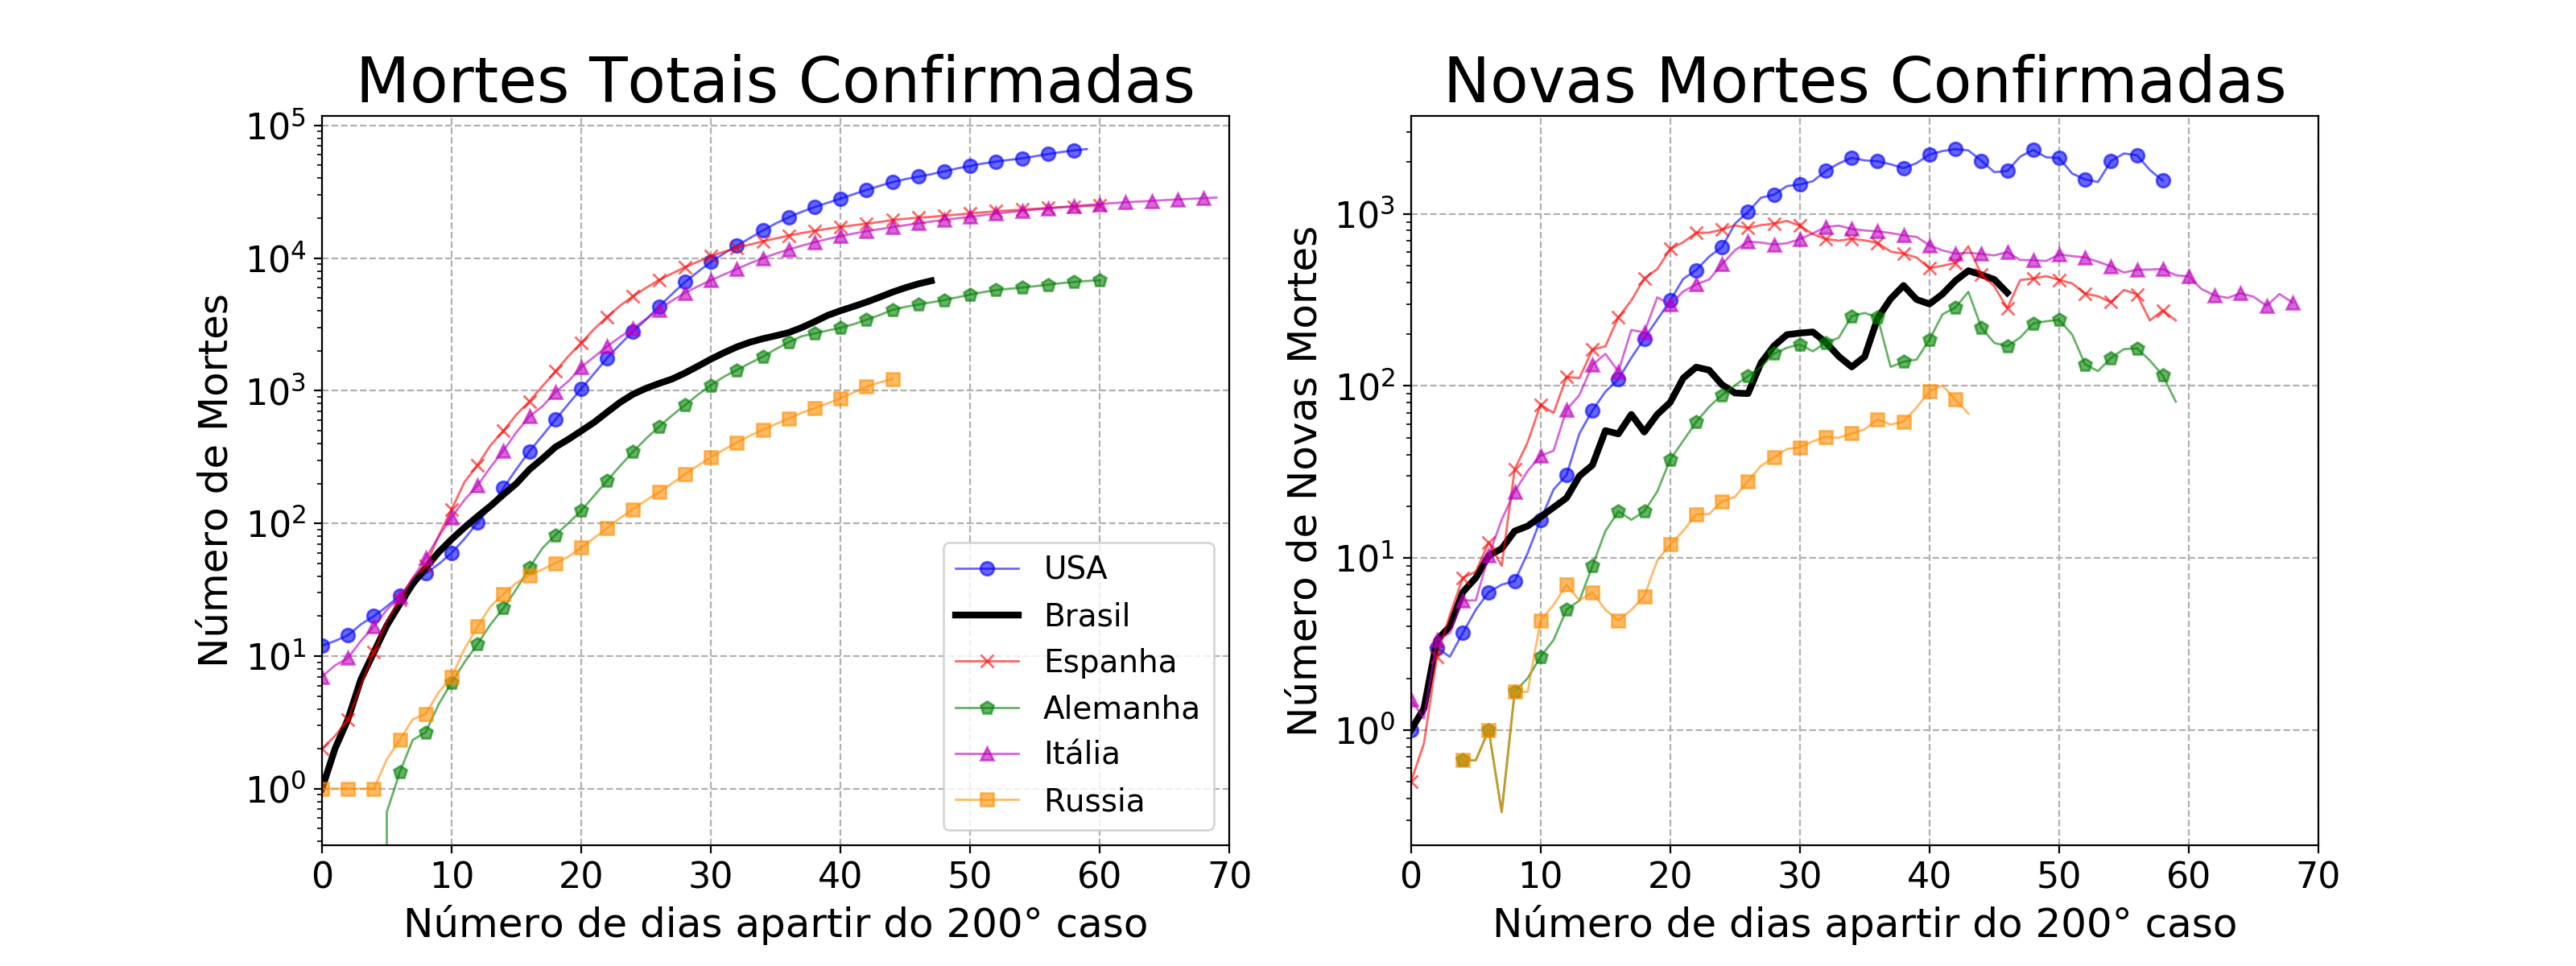 Mortes Totais Confirmadas
Número de Mortes
10^5
10^4
10^3
10^2
10^1
10^0
0 10 20 30 40 50 60 70
Número de dias apartir do 200° caso
USA
Brasil
Espanha
Alemanha
Itália
Russia
Novas Mortes Confirmadas
Número de Novas Mortes
10^3
10^2
10^1
10^0
0 10 20 30 40 50 60 70
Número de dias apartir do 200° caso